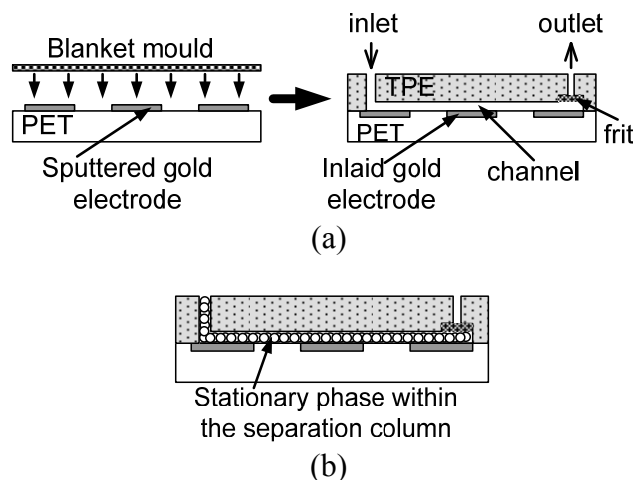 Blanket mould
PET
Sputtered gold
electrode
inlet
outlet
TPE
PET
frit
Inlaid gold
electrode
channel
(a)
Stationary phase within
the separation column
(b)